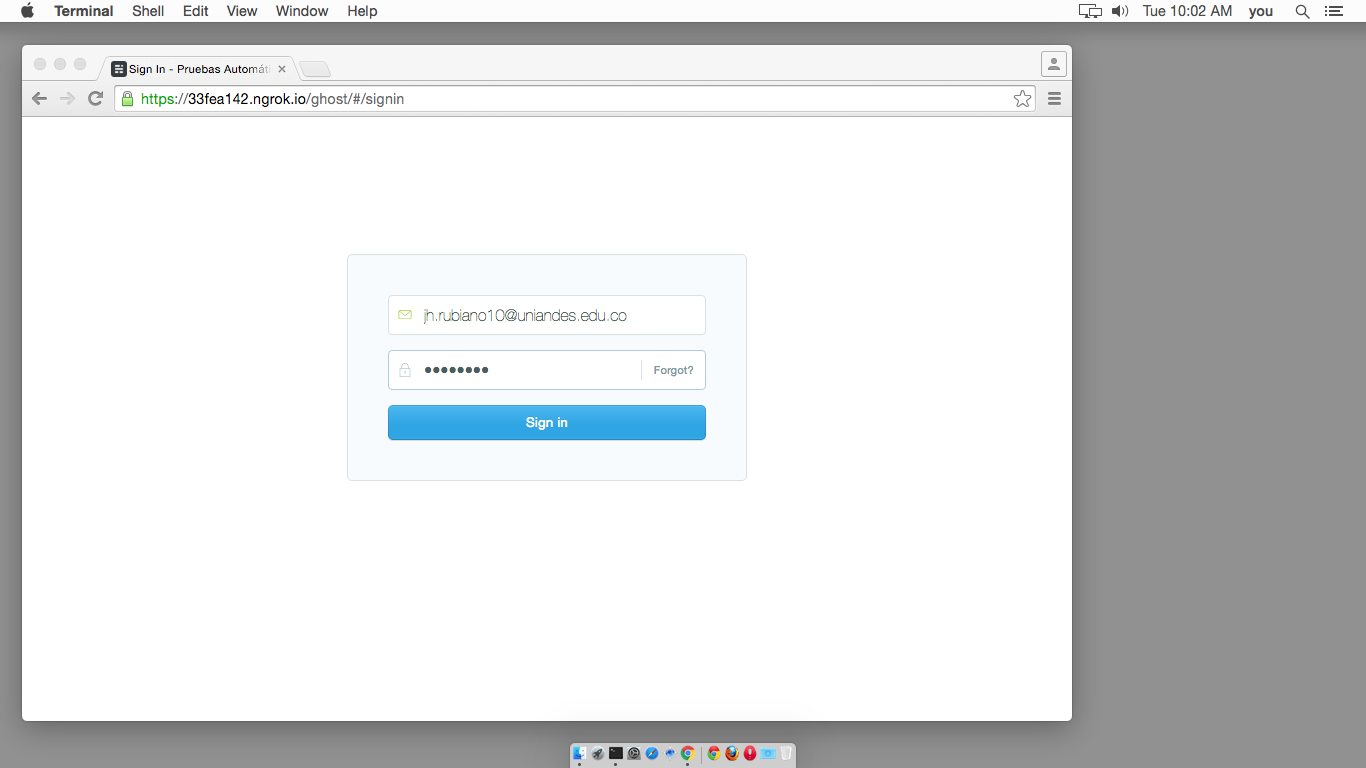 Terminal Shell Edit View Window Help Tue 10:02 AM you
Sign In - Pruebas Automáti
https://33fea142.ngrok.io/ghost/#/signin
jh.rubiano10@uniandes.edu.co
•••••••• Forgot?
Sign in